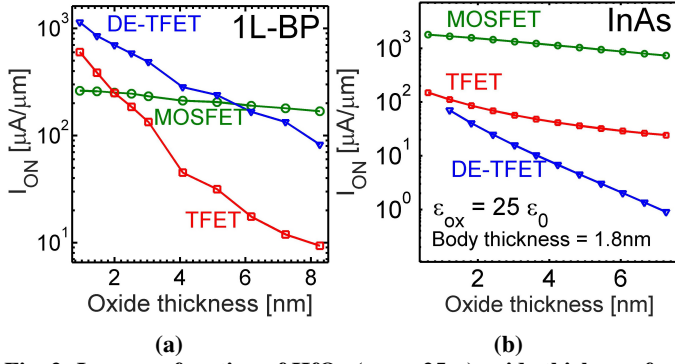 1L-BP
DE-TFET
MOSFET
TFET
10³
10²
10¹
I_ON [µA/µm]
2 4 6 8
Oxide thickness [nm]
(a)
InAs
MOSFET
TFET
DE-TFET
ε_ox = 25 ε_0
Body thickness = 1.8nm
10³
10²
10¹
10⁰
I_ON [µA/µm]
2 4 6
Oxide thickness [nm]
(b)